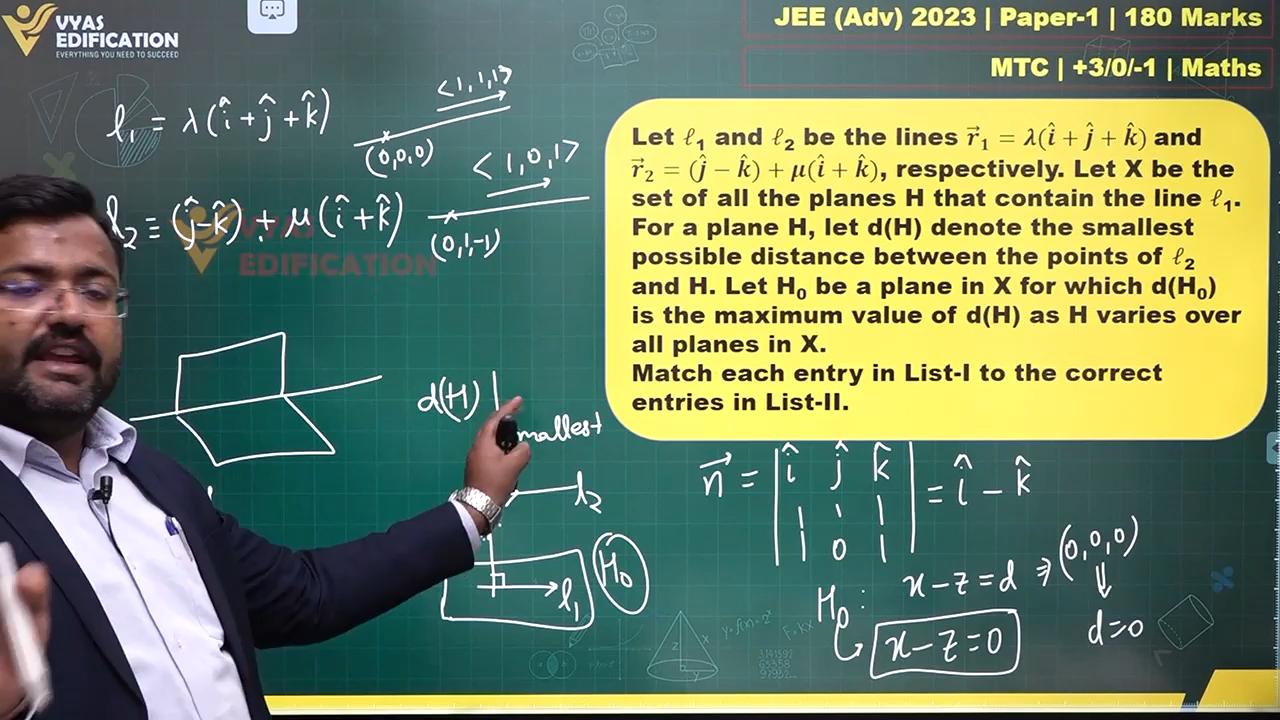 VYAS
EDIFICATION
EVERYTHING YOU NEED TO SUCCEED
JEE (Adv) 2023 | Paper-1 | 180 Marks
MTC | +3/0/-1 | Maths
Let ℓ₁ and ℓ₂ be the lines r⃗₁ = λ(î + ĵ + k̂) and
r⃗₂ = (ĵ − k̂) + μ(î + k̂), respectively. Let X be the
set of all the planes H that contain the line ℓ₁.
For a plane H, let d(H) denote the smallest
possible distance between the points of ℓ₂
and H. Let H₀ be a plane in X for which d(H₀)
is the maximum value of d(H) as H varies over
all planes in X.
Match each entry in List-I to the correct
entries in List-II.
ℓ₁ = λ(î + ĵ + k̂)
<1,1,1>
(0,0,0)
ℓ₂ = (ĵ-k̂) + μ(î + k̂)
<1,0,1>
(0,1,-1)
VYAS
EDIFICATION
d(H)
smallest
ℓ₂
ℓ₁
H₀
n⃗ = | î ĵ k̂ | = î − k̂
1 1 1
1 0 1
H₀: x − z = d ⇒ (0,0,0)
⇓
d=0
x − z = 0